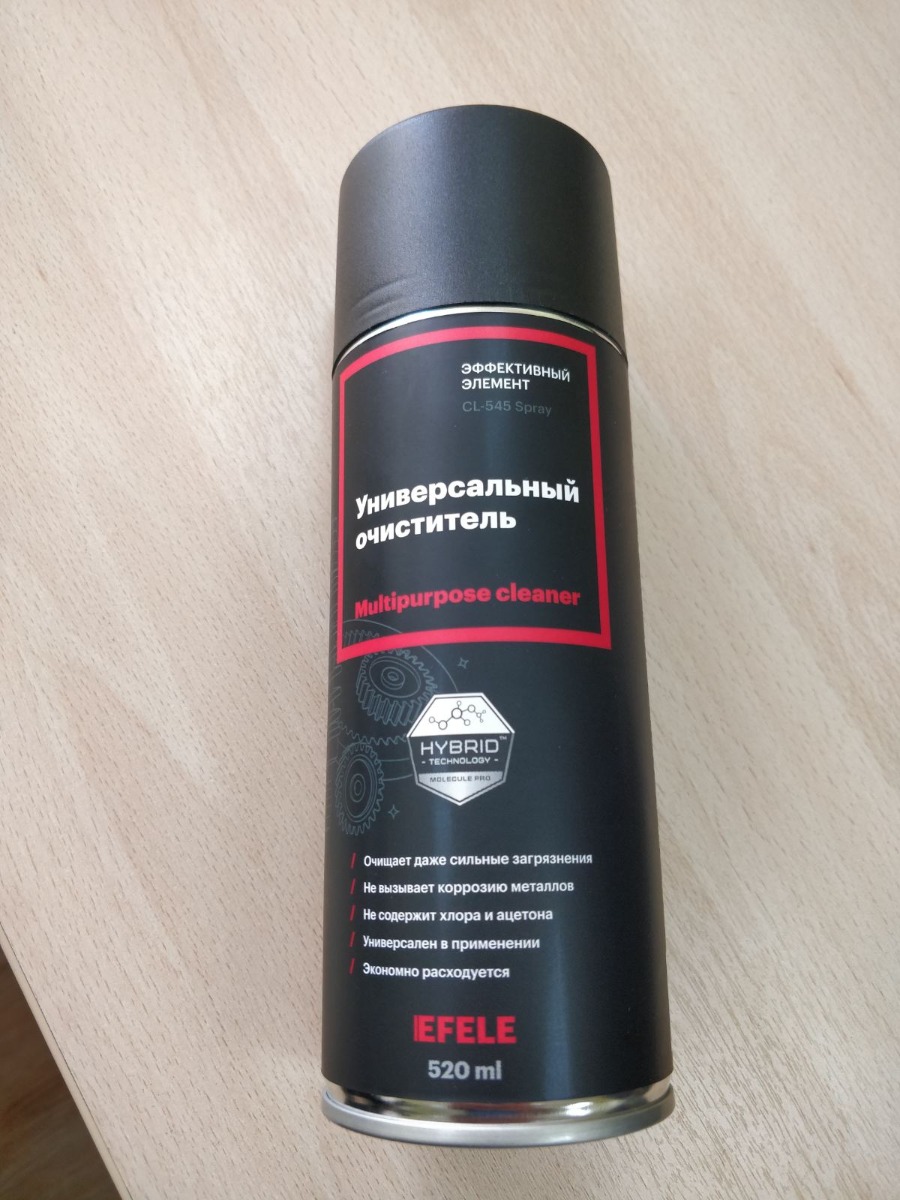 ЭФФЕКТИВНЫЙ
ЭЛЕМЕНТ
CL-545 Spray
Универсальный
очиститель
Multipurpose cleaner
HYBRID™
- TECHNOLOGY -
MOLECULE PRO
/ Очищает даже сильные загрязнения
/ Не вызывает коррозию металлов
/ Не содержит хлора и ацетона
/ Универсален в применении
/ Экономно расходуется
EFELE
520 ml